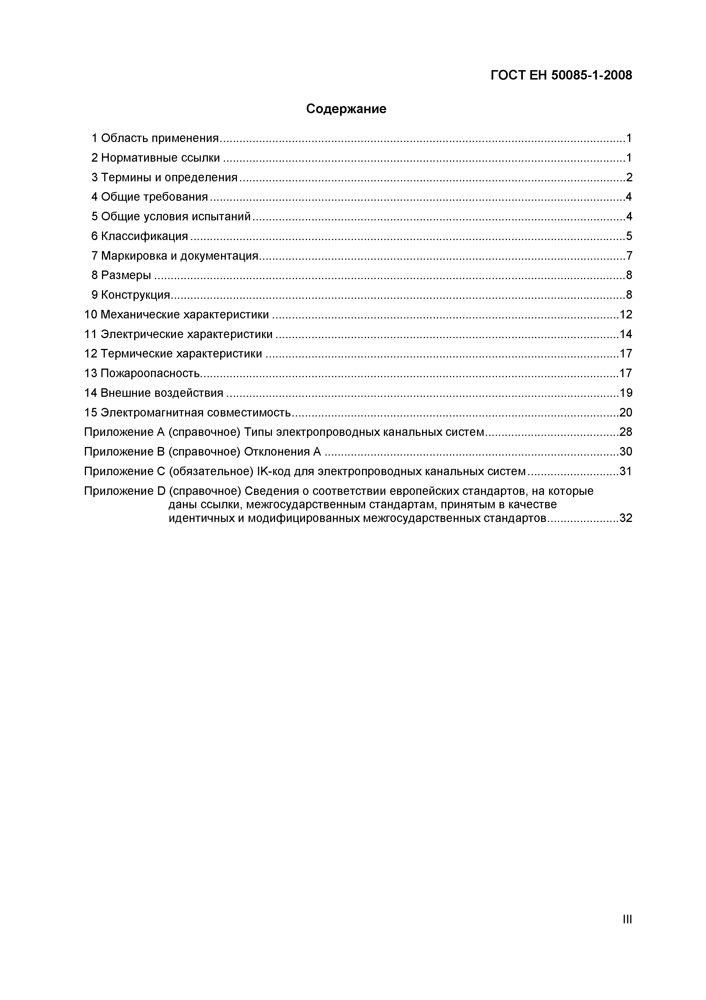 ГОСТ ЕН 50085-1-2008
Содержание
1 Область применения.....1
2 Нормативные ссылки.....1
3 Термины и определения.....2
4 Общие требования.....4
5 Общие условия испытаний.....4
6 Классификация.....5
7 Маркировка и документация.....7
8 Размеры.....8
9 Конструкция.....8
10 Механические характеристики.....12
11 Электрические характеристики.....14
12 Термические характеристики.....17
13 Пожароопасность.....17
14 Внешние воздействия.....19
15 Электромагнитная совместимость.....20
Приложение А (справочное) Типы электропроводных канальных систем.....28
Приложение В (справочное) Отклонения А.....30
Приложение С (обязательное) IK-код для электропроводных канальных систем.....31
Приложение D (справочное) Сведения о соответствии европейских стандартов, на которые
даны ссылки, межгосударственным стандартам, принятым в качестве
идентичных и модифицированных межгосударственных стандартов.....32
III